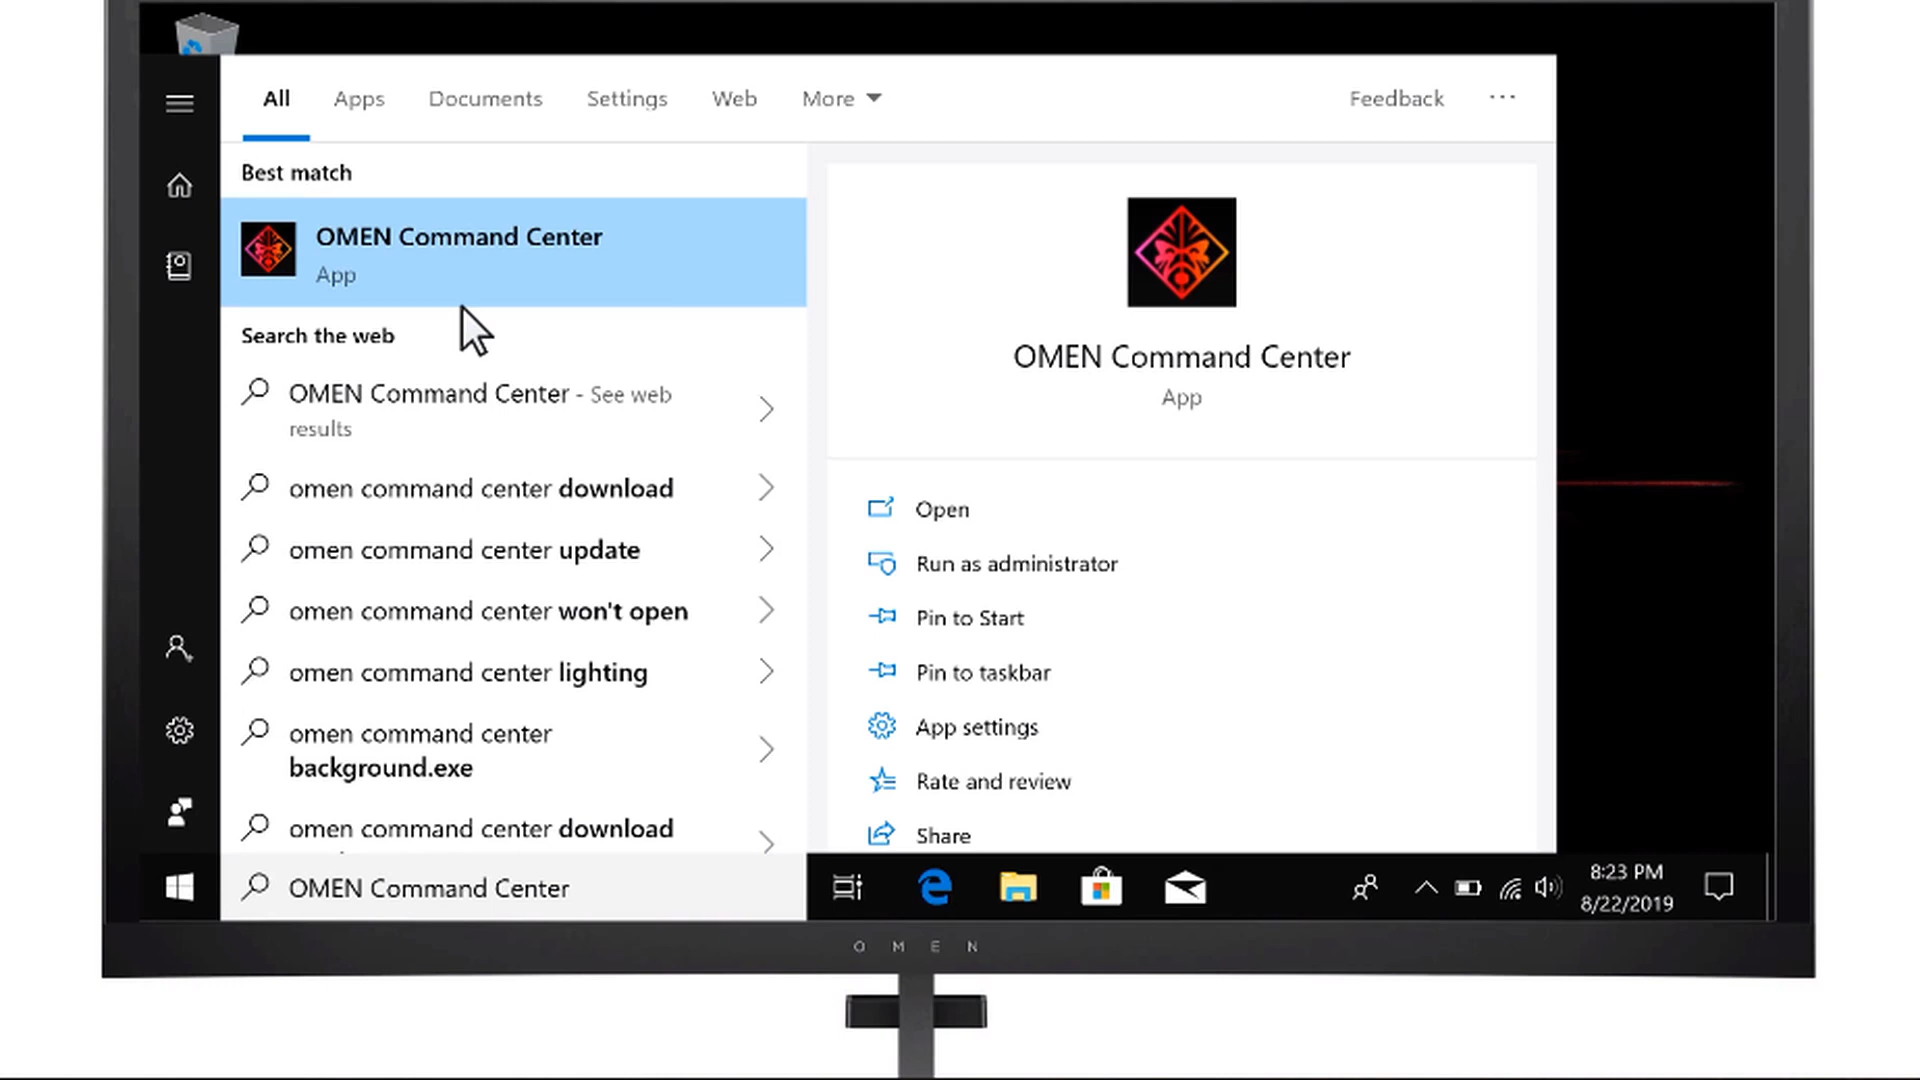 All Apps Documents Settings Web More Feedback
Best match
OMEN Command Center
App
Search the web
OMEN Command Center - See web
results
omen command center download
omen command center update
omen command center won't open
omen command center lighting
omen command center
background.exe
omen command center download
OMEN Command Center
App
Open
Run as administrator
Pin to Start
Pin to taskbar
App settings
Rate and review
Share
OMEN Command Center
8:23 PM
8/22/2019
OMEN